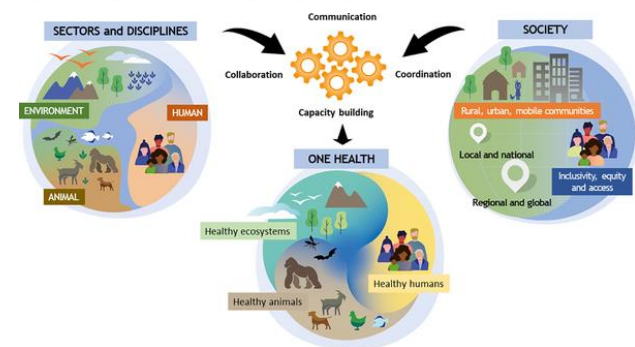 Communication
SECTORS and DISCIPLINES
SOCIETY
Collaboration
Coordination
ENVIRONMENT
HUMAN
ANIMAL
Capacity building
Rural, urban, mobile communities
Local and national
Inclusivity, equity
and access
Regional and global
ONE HEALTH
Healthy ecosystems
Healthy humans
Healthy animals